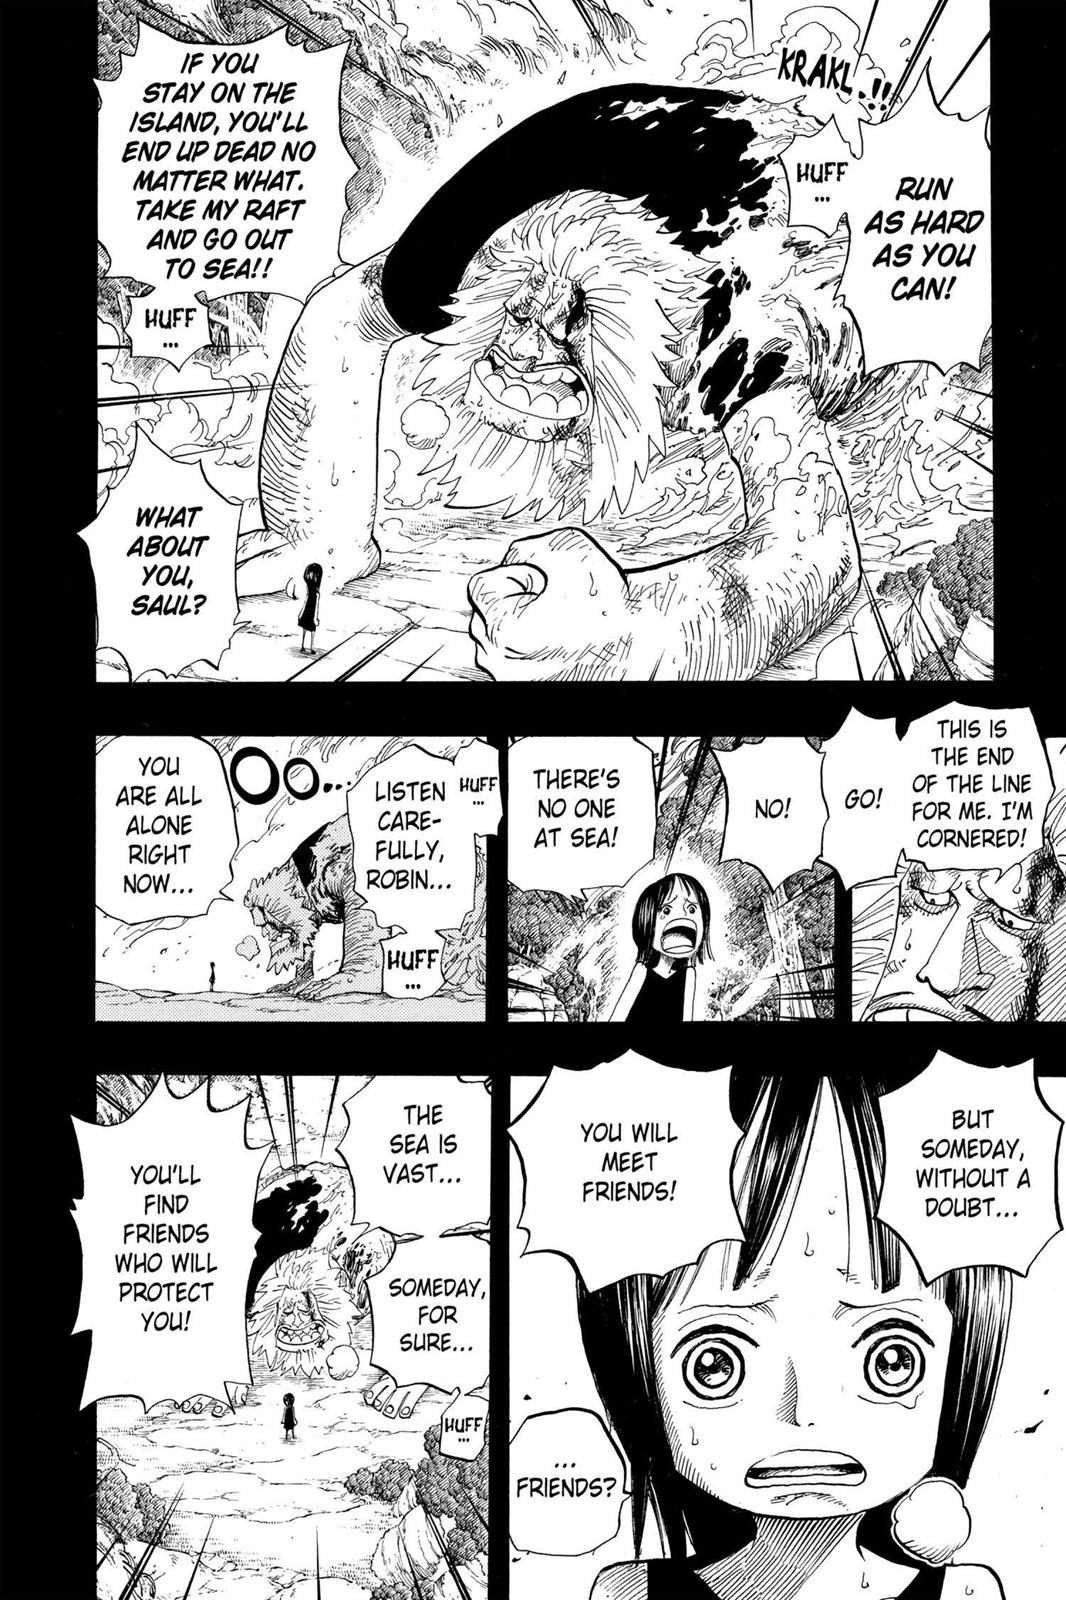 KRAKL..!!
HUFF
...
RUN
AS HARD
AS YOU
CAN!
IF YOU
STAY ON THE
ISLAND, YOU'LL
END UP DEAD NO
MATTER WHAT.
TAKE MY RAFT
AND GO OUT
TO SEA!!
HUFF
...
WHAT
ABOUT
YOU,
SAUL?
THIS IS
THE END
OF THE LINE
FOR ME. I'M
CORNERED!
GO!
NO!
THERE'S
NO ONE
AT SEA!
HUFF
...
LISTEN
CARE-
FULLY,
ROBIN...
HUFF
...
OO...
YOU
ARE ALL
ALONE
RIGHT
NOW...
BUT
SOMEDAY,
WITHOUT A
DOUBT...
YOU WILL
MEET
FRIENDS!
...
FRIENDS?
THE
SEA IS
VAST...
SOMEDAY,
FOR
SURE...
HUFF
...
YOU'LL
FIND
FRIENDS
WHO WILL
PROTECT
YOU!